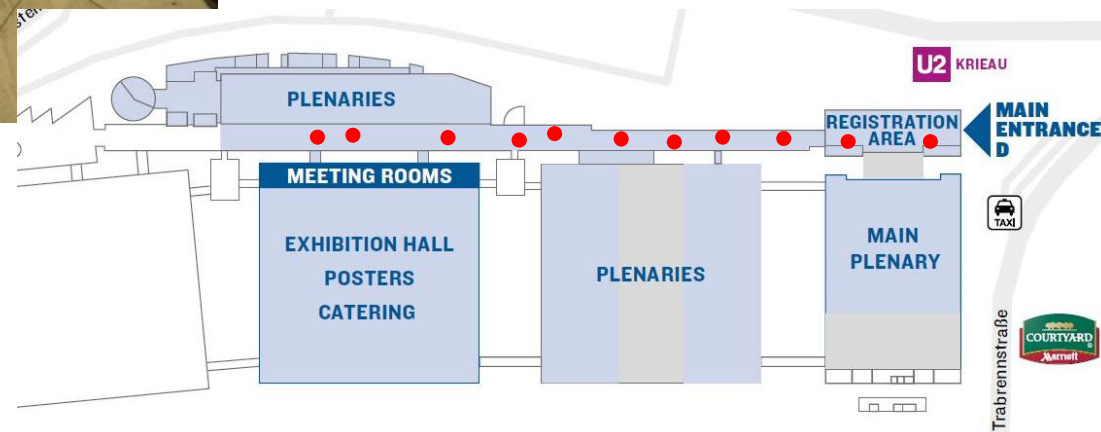 U2 KRIEAU
PLENARIES
REGISTRATION
AREA
MAIN
ENTRANCE
D
MEETING ROOMS
TAXI
EXHIBITION HALL
POSTERS
CATERING
PLENARIES
MAIN
PLENARY
Trabrennstraße
COURTYARD
Marriott